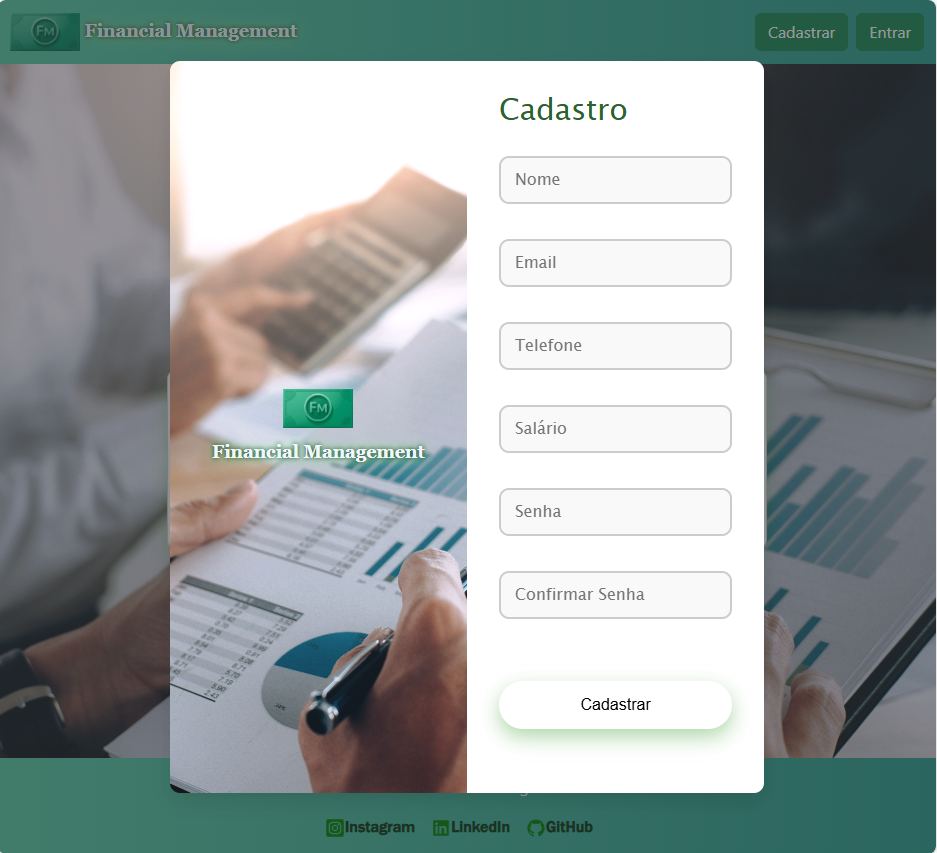 FM Financial Management
Cadastrar Entrar
Cadastro
Nome
Email
Telefone
Salário
FM
Financial Management
Senha
Confirmar Senha
Cadastrar
Instagram LinkedIn GitHub